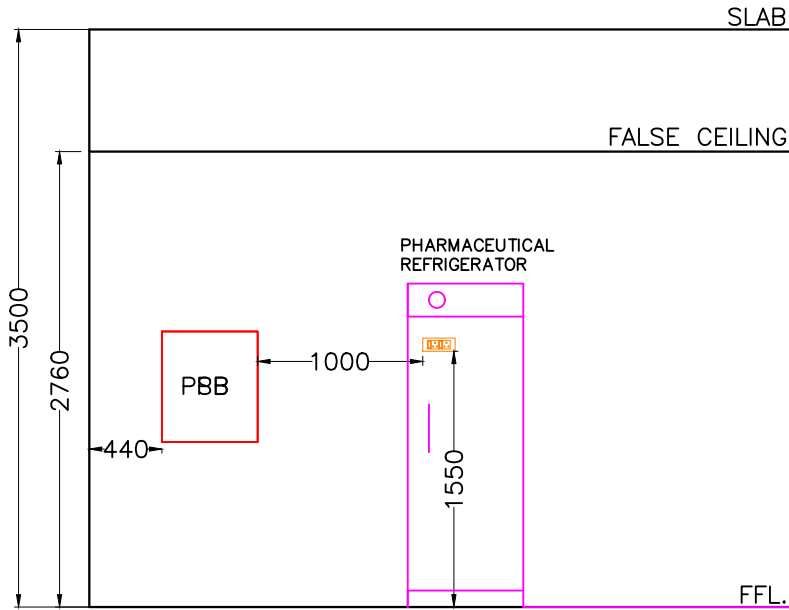 SLAB
FALSE CEILING
PHARMACEUTICAL
REFRIGERATOR
3500
2760
1000
PBB
440
1550
FFL.